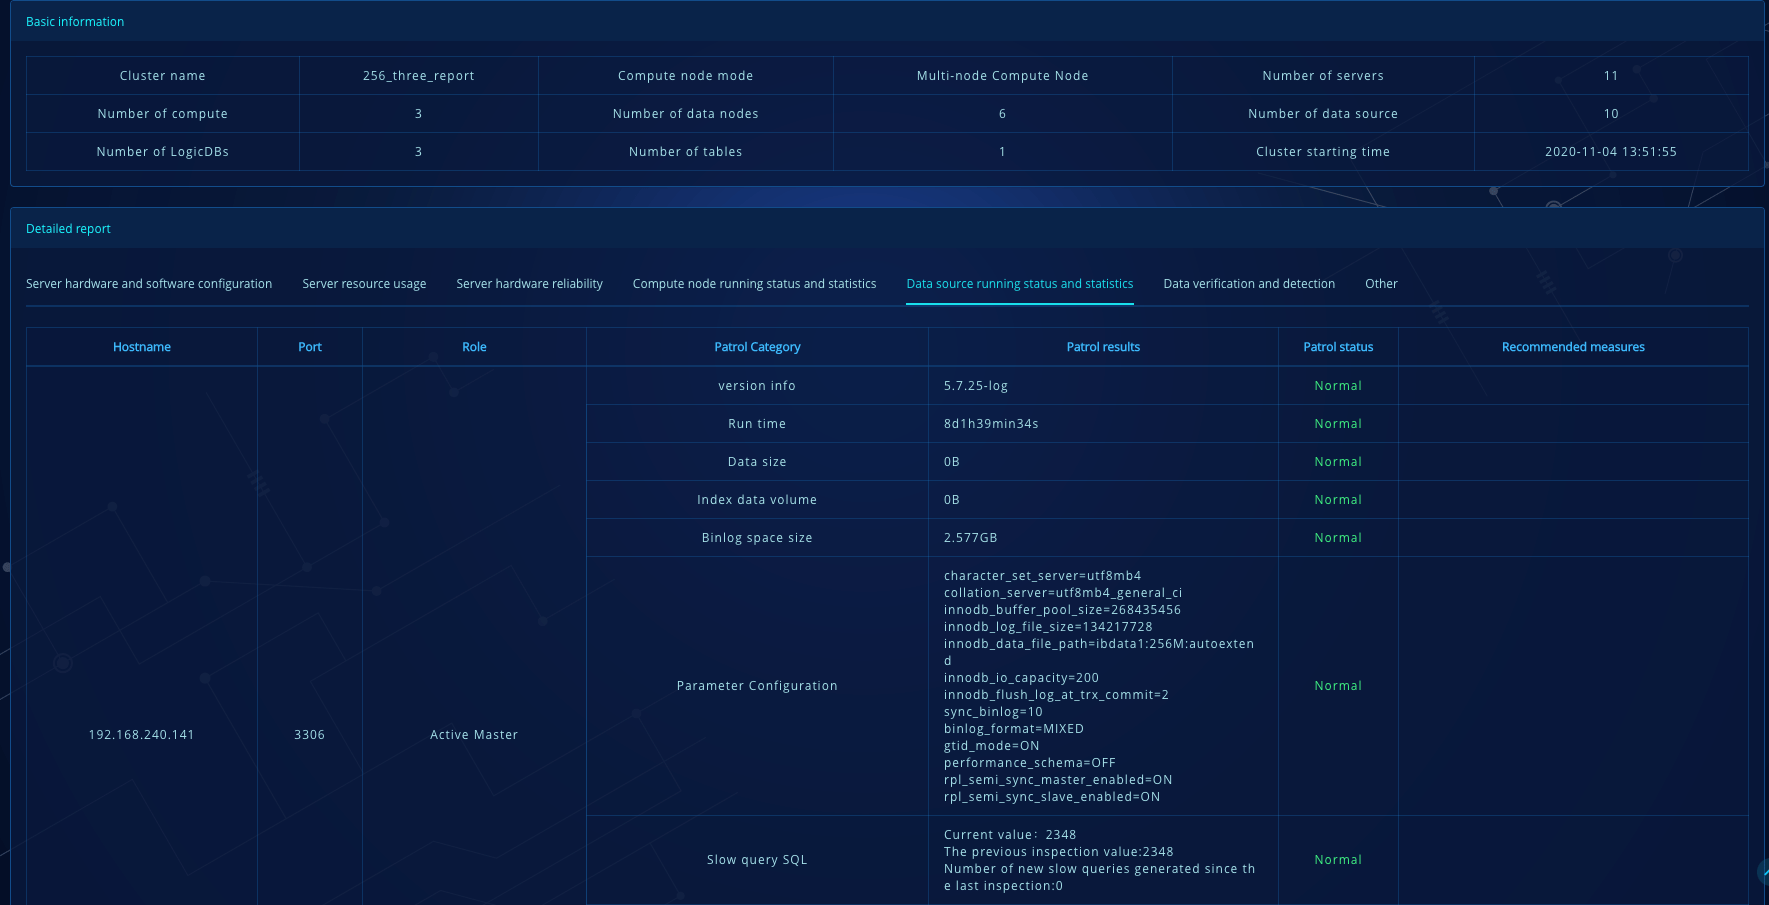 Basic information
Cluster name 256_three_report Compute node mode Multi-node Compute Node Number of servers 11
Number of compute 3 Number of data nodes 6 Number of data source 10
Number of LogicDBs 3 Number of tables 1 Cluster starting time 2020-11-04 13:51:55
Detailed report
Server hardware and software configuration Server resource usage Server hardware reliability Compute node running status and statistics Data source running status and statistics Data verification and detection Other
Hostname Port Role Patrol Category Patrol results Patrol status Recommended measures
version info 5.7.25-log Normal
Run time 8d1h39min34s Normal
Data size 0B Normal
Index data volume 0B Normal
Binlog space size 2.577GB Normal
character_set_server=utf8mb4
collation_server=utf8mb4_general_ci
innodb_buffer_pool_size=268435456
innodb_log_file_size=134217728
innodb_data_file_path=ibdata1:256M:autoexten
d
innodb_io_capacity=200
Parameter Configuration Normal
innodb_flush_log_at_trx_commit=2
sync_binlog=10
binlog_format=MIXED
192.168.240.141 3306 Active Master
gtid_mode=ON
performance_schema=OFF
rpl_semi_sync_master_enabled=ON
rpl_semi_sync_slave_enabled=ON
Current value：2348
The previous inspection value:2348
Slow query SQL Normal
Number of new slow queries generated since th
e last inspection:0